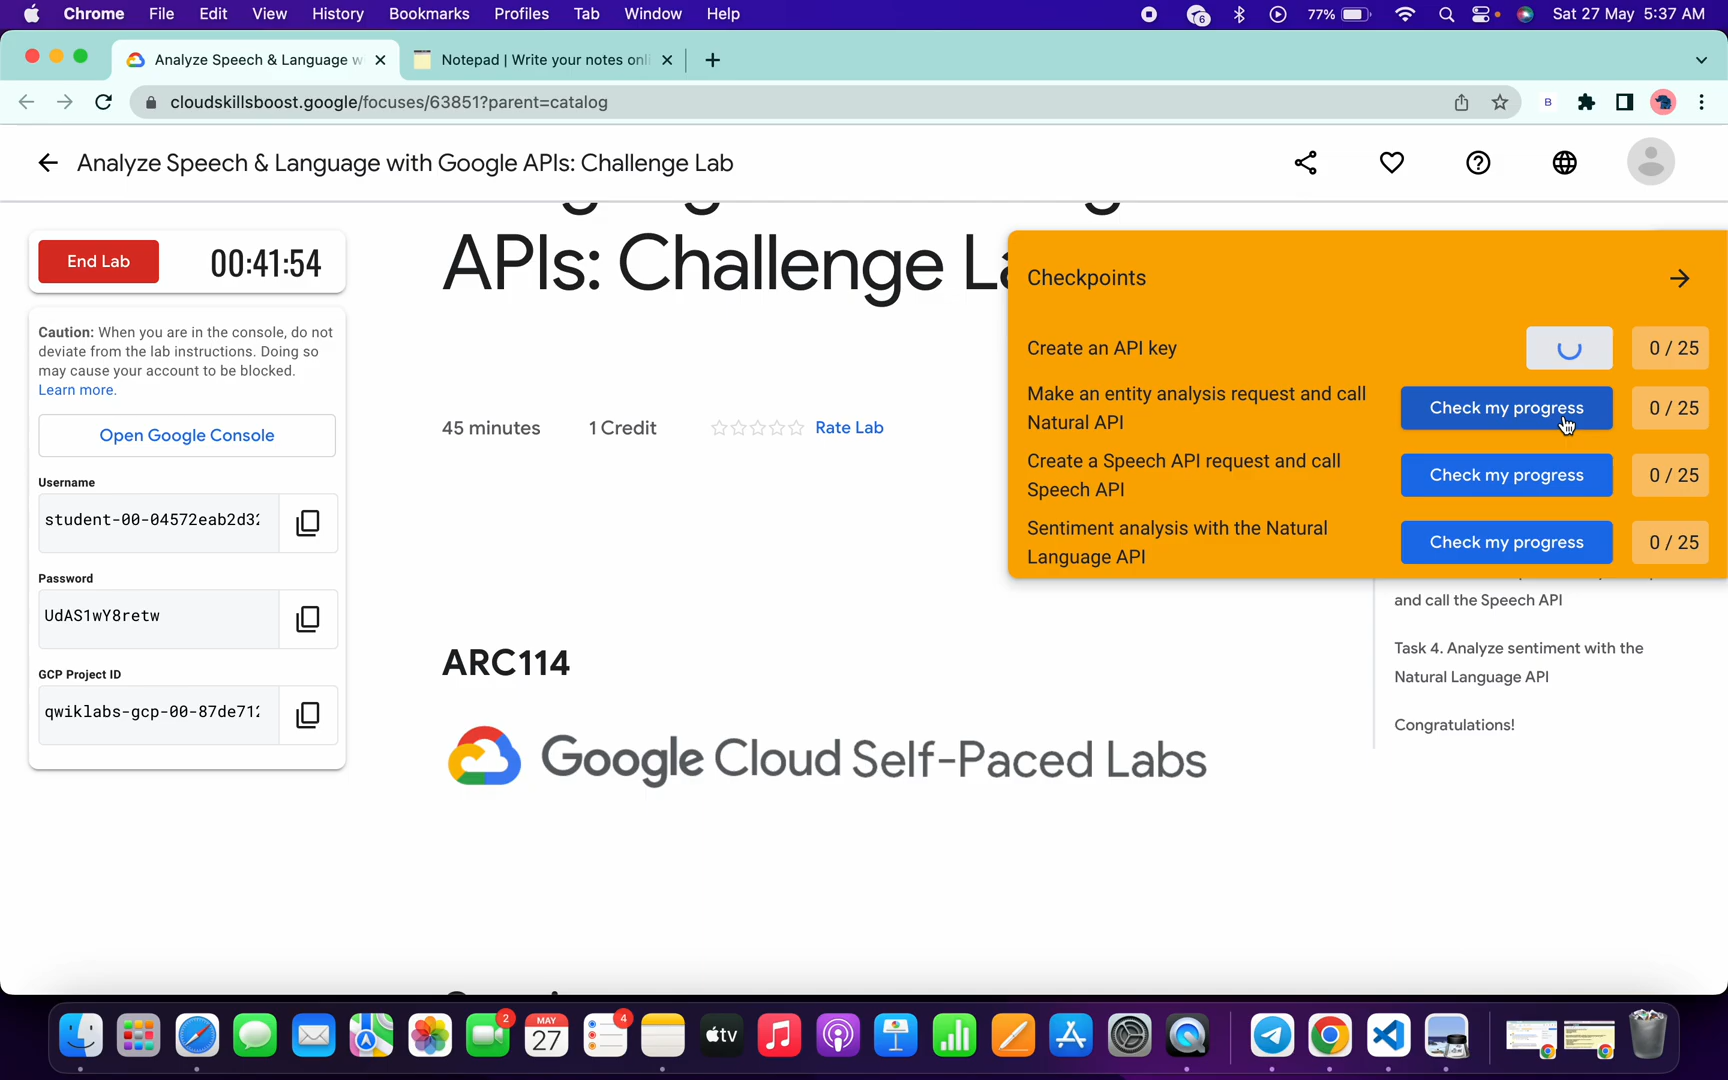 Chrome File Edit View History Bookmarks Profiles Tab Window Help 6 77% Sat 27 May 5:37 AM
Analyze Speech & Language w
Notepad | Write your notes onl
cloudskillsboost.google/focuses/63851?parent=catalog
B
Analyze Speech & Language with Google APIs: Challenge Lab
End Lab
00:41:54
Caution: When you are in the console, do not
deviate from the lab instructions. Doing so
may cause your account to be blocked.
Learn more.
Open Google Console
Username
student-00-04572eab2d32
Password
UdAS1wY8retw
GCP Project ID
qwiklabs-gcp-00-87de712
APIs: Challenge La
45 minutes 1 Credit Rate Lab
ARC114
Google Cloud Self-Paced Labs
Checkpoints
Create an API key
0 / 25
Make an entity analysis request and call
Natural API
Check my progress
0 / 25
Create a Speech API request and call
Speech API
Check my progress
0 / 25
Sentiment analysis with the Natural
Language API
Check my progress
0 / 25
and call the Speech API
Task 4. Analyze sentiment with the
Natural Language API
Congratulations!
2
MAY
27
4
tv